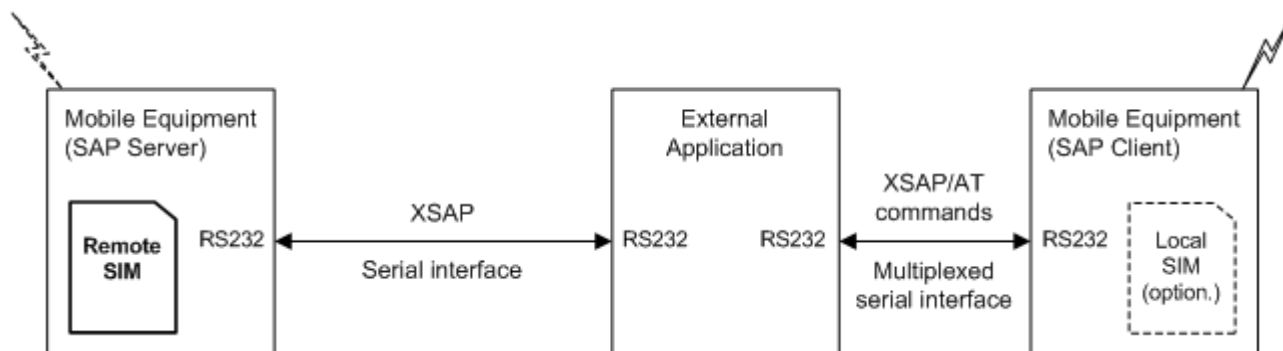 Mobile Equipment
(SAP Server)
Remote
SIM
RS232
XSAP
Serial interface
External
Application
RS232
RS232
XSAP/AT
commands
Multiplexed
serial interface
Mobile Equipment
(SAP Client)
RS232
Local
SIM
(option.)